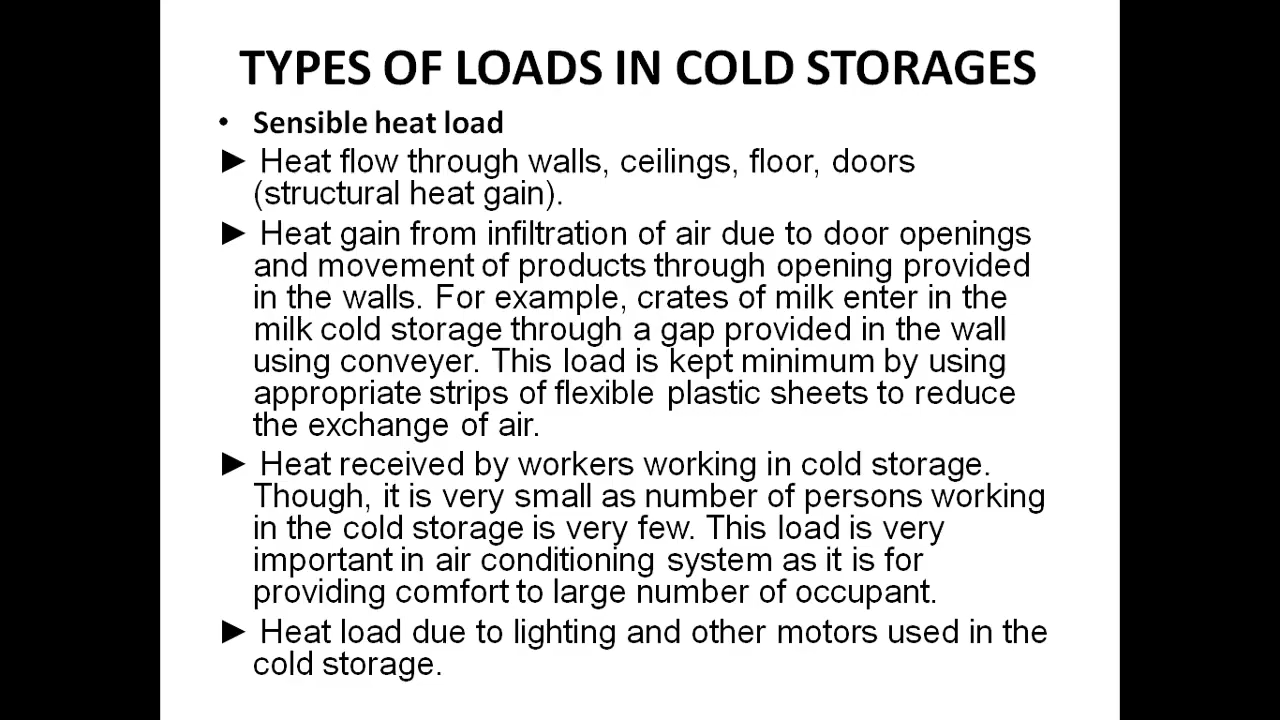 TYPES OF LOADS IN COLD STORAGES
• Sensible heat load
► Heat flow through walls, ceilings, floor, doors
(structural heat gain).
► Heat gain from infiltration of air due to door openings
and movement of products through opening provided
in the walls. For example, crates of milk enter in the
milk cold storage through a gap provided in the wall
using conveyer. This load is kept minimum by using
appropriate strips of flexible plastic sheets to reduce
the exchange of air.
► Heat received by workers working in cold storage.
Though, it is very small as number of persons working
in the cold storage is very few. This load is very
important in air conditioning system as it is for
providing comfort to large number of occupant.
► Heat load due to lighting and other motors used in the
cold storage.